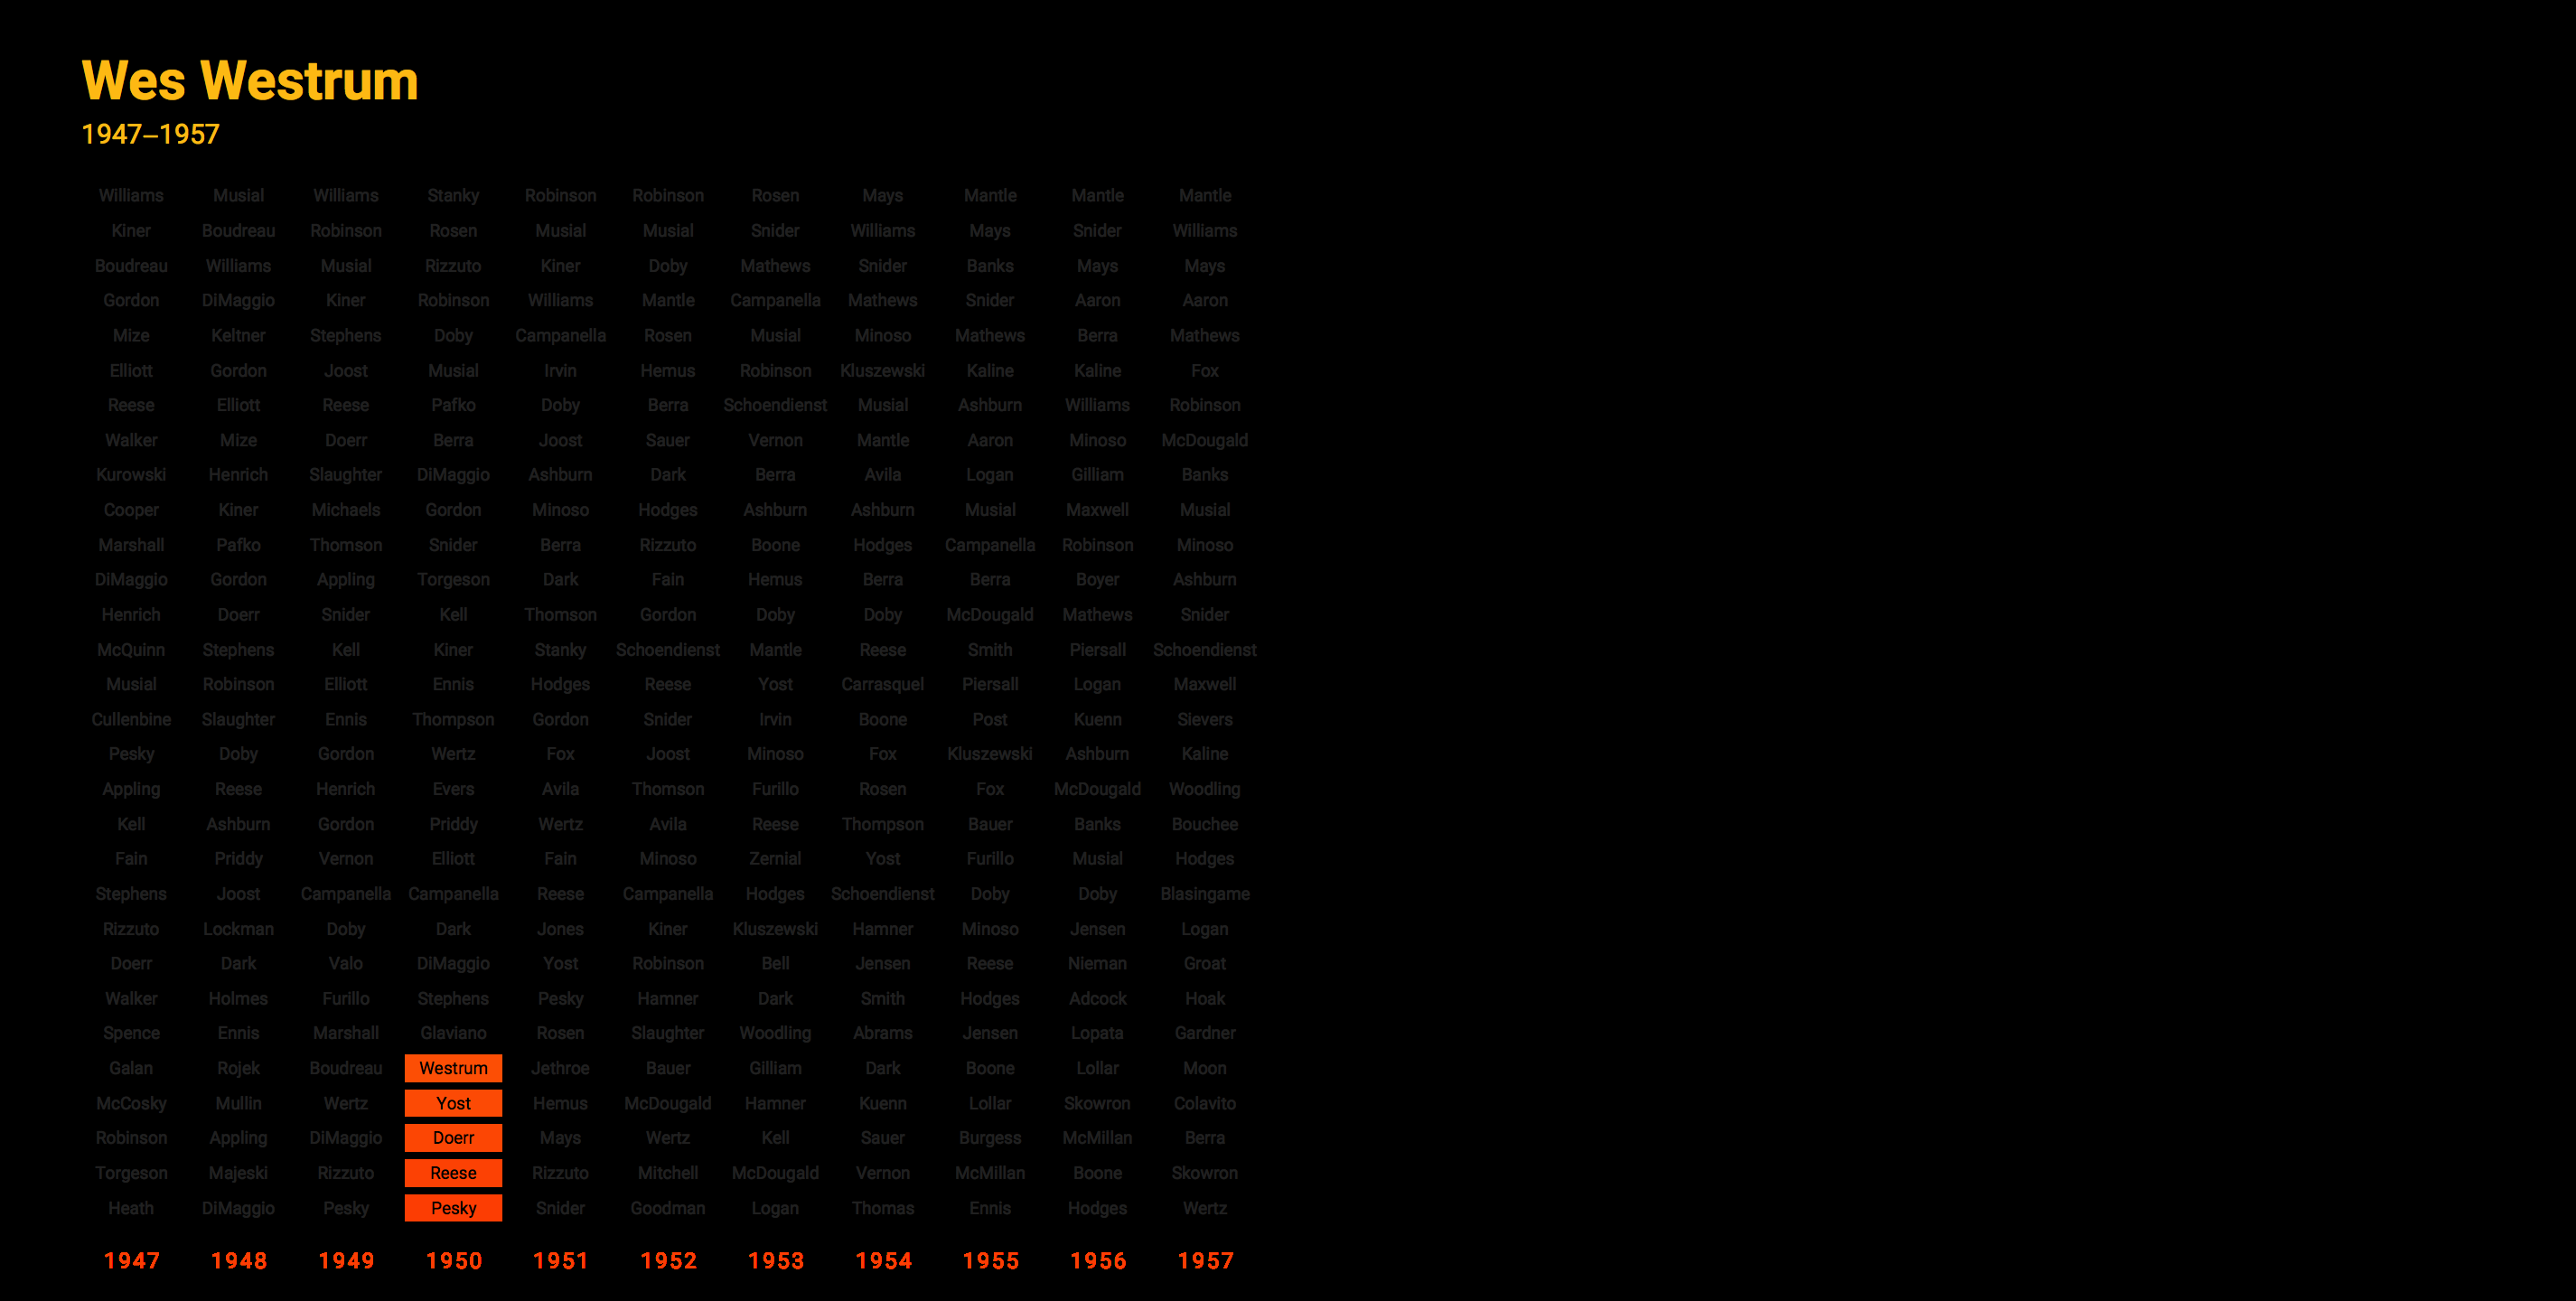 Wes Westrum
1947–1957
Williams Musial Williams Stanky Robinson Robinson Rosen Mays Mantle Mantle Mantle
Kiner Boudreau Robinson Rosen Musial Musial Snider Williams Mays Snider Williams
Boudreau Williams Musial Rizzuto Kiner Doby Mathews Snider Banks Mays Mays
Gordon DiMaggio Kiner Robinson Williams Mantle Campanella Mathews Snider Aaron Aaron
Mize Keltner Stephens Doby Campanella Rosen Musial Minoso Mathews Berra Mathews
Elliott Gordon Joost Musial Irvin Hemus Robinson Kluszewski Kaline Kaline Fox
Reese Elliott Reese Pafko Doby Berra Schoendienst Musial Ashburn Williams Robinson
Walker Mize Doerr Berra Joost Sauer Vernon Mantle Aaron Minoso McDougald
Kurowski Henrich Slaughter DiMaggio Ashburn Dark Berra Avila Logan Gilliam Banks
Cooper Kiner Michaels Gordon Minoso Hodges Ashburn Ashburn Musial Maxwell Musial
Marshall Pafko Thomson Snider Berra Rizzuto Boone Hodges Campanella Robinson Minoso
DiMaggio Gordon Appling Torgeson Dark Fain Hemus Berra Berra Boyer Ashburn
Henrich Doerr Snider Kell Thomson Gordon Doby Doby McDougald Mathews Snider
McQuinn Stephens Kell Kiner Stanky Schoendienst Mantle Reese Smith Piersall Schoendienst
Musial Robinson Elliott Ennis Hodges Reese Yost Carrasquel Piersall Logan Maxwell
Cullenbine Slaughter Ennis Thompson Gordon Snider Irvin Boone Post Kuenn Sievers
Pesky Doby Gordon Wertz Fox Joost Minoso Fox Kluszewski Ashburn Kaline
Appling Reese Henrich Evers Avila Thomson Furillo Rosen Fox McDougald Woodling
Kell Ashburn Gordon Priddy Wertz Avila Reese Thompson Bauer Banks Bouchee
Fain Priddy Vernon Elliott Fain Minoso Zernial Yost Furillo Musial Hodges
Stephens Joost Campanella Campanella Reese Campanella Hodges Schoendienst Doby Doby Blasingame
Rizzuto Lockman Doby Dark Jones Kiner Kluszewski Hamner Minoso Jensen Logan
Doerr Dark Valo DiMaggio Yost Robinson Bell Jensen Reese Nieman Groat
Walker Holmes Furillo Stephens Pesky Hamner Dark Smith Hodges Adcock Hoak
Spence Ennis Marshall Glaviano Rosen Slaughter Woodling Abrams Jensen Lopata Gardner
Galan Rojek Boudreau Westrum Jethroe Bauer Gilliam Dark Boone Lollar Moon
McCosky Mullin Wertz Yost Hemus McDougald Hamner Kuenn Lollar Skowron Colavito
Robinson Appling DiMaggio Doerr Mays Wertz Kell Sauer Burgess McMillan Berra
Torgeson Majeski Rizzuto Reese Rizzuto Mitchell McDougald Vernon McMillan Boone Skowron
Heath DiMaggio Pesky Pesky Snider Goodman Logan Thomas Ennis Hodges Wertz
1947 1948 1949 1950 1951 1952 1953 1954 1955 1956 1957